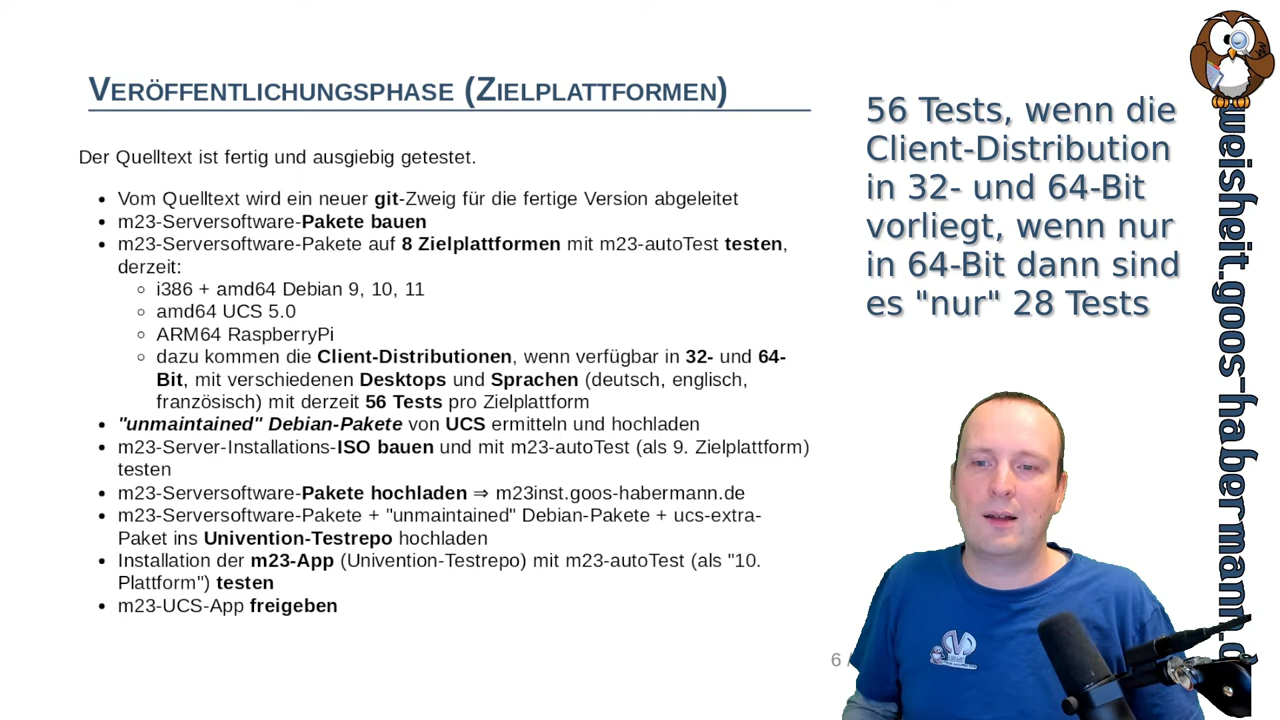 VERÖFFENTLICHUNGSPHASE (ZIELPLATTFORMEN)
Der Quelltext ist fertig und ausgiebig getestet.
• Vom Quelltext wird ein neuer git-Zweig für die fertige Version abgeleitet
• m23-Serversoftware-Pakete bauen
• m23-Serversoftware-Pakete auf 8 Zielplattformen mit m23-autoTest testen,
derzeit:
◦ i386 + amd64 Debian 9, 10, 11
◦ amd64 UCS 5.0
◦ ARM64 RaspberryPi
◦ dazu kommen die Client-Distributionen, wenn verfügbar in 32- und 64-
Bit, mit verschiedenen Desktops und Sprachen (deutsch, englisch,
französisch) mit derzeit 56 Tests pro Zielplattform
• "unmaintained" Debian-Pakete von UCS ermitteln und hochladen
• m23-Server-Installations-ISO bauen und mit m23-autoTest (als 9. Zielplattform)
testen
• m23-Serversoftware-Pakete hochladen ⇒ m23inst.goos-habermann.de
• m23-Serversoftware-Pakete + "unmaintained" Debian-Pakete + ucs-extra-
Paket ins Univention-Testrepo hochladen
• Installation der m23-App (Univention-Testrepo) mit m23-autoTest (als "10.
Plattform") testen
• m23-UCS-App freigeben
6 /
56 Tests, wenn die
Client-Distribution
in 32- und 64-Bit
vorliegt, wenn nur
in 64-Bit dann sind
es "nur" 28 Tests
weisheit.goos-habermann.d